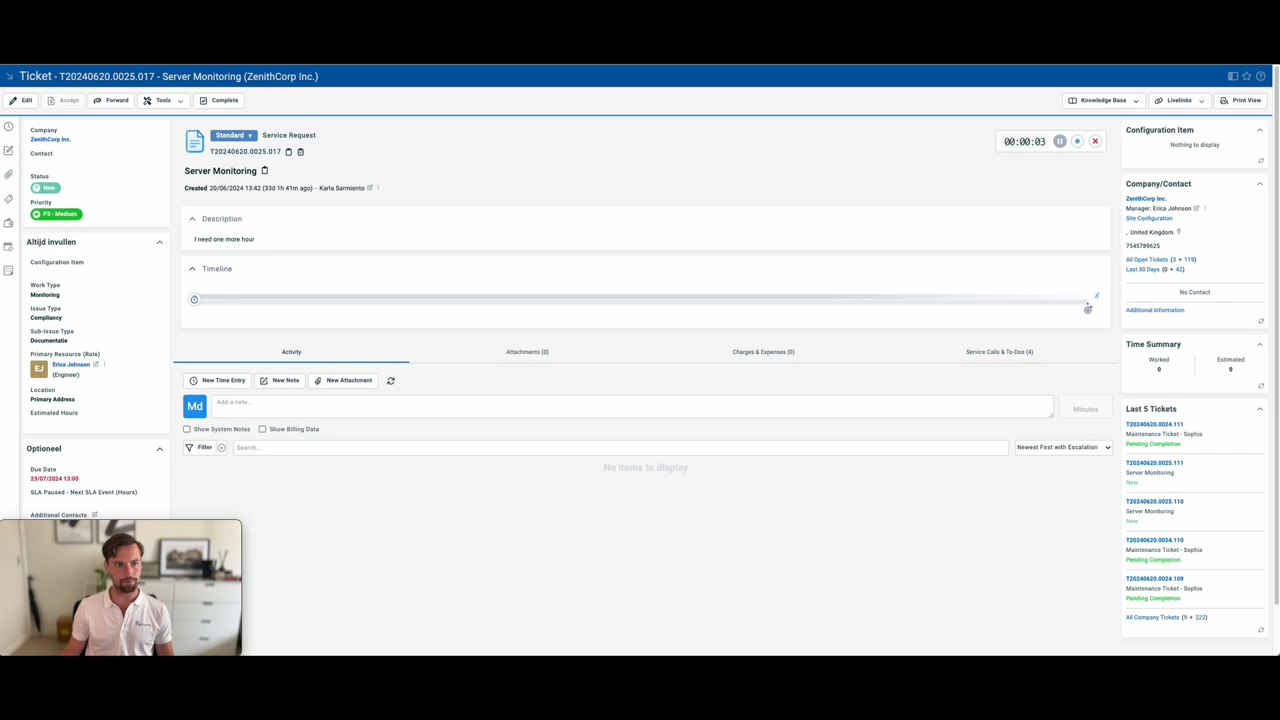 Ticket - T20240620.0025.017 - Server Monitoring (ZenithCorp Inc.)
Edit
Accept
Forward
Tools
Complete
Knowledge Base
Livelinks
Print View
Company
ZenithCorp Inc.
Contact
Status
New
Priority
P3 - Medium
Altijd invullen
Configuration Item
Work Type
Monitoring
Issue Type
Compliancy
Sub-Issue Type
Documentatie
Primary Resource (Role)
EJ
Erica Johnson
(Engineer)
Location
Primary Address
Estimated Hours
Optioneel
Due Date
23/07/2024 13:00
SLA Paused - Next SLA Event (Hours)
Additional Contacts
Standard
Service Request
T20240620.0025.017
Server Monitoring
Created 20/06/2024 13:42 (33d 1h 41m ago) - Karla Sarmiento
00:00:03
Description
I need one more hour
Timeline
Activity
Attachments (0)
Charges & Expenses (0)
Service Calls & To-Dos (4)
New Time Entry
New Note
New Attachment
Md
Add a note...
Minutes
Show System Notes
Show Billing Data
Filter
Search...
Newest First with Escalation
No items to display
Configuration Item
Nothing to display
Company/Contact
ZenithCorp Inc.
Manager: Erica Johnson
Site Configuration
, United Kingdom
7545789625
All Open Tickets (3 + 119)
Last 30 Days (0 + 42)
No Contact
Additional Information
Time Summary
Worked
0
Estimated
0
Last 5 Tickets
T20240620.0024.111
Maintenance Ticket - Sophia
Pending Completion
T20240620.0025.111
Server Monitoring
New
T20240620.0025.110
Server Monitoring
New
T20240620.0024.110
Maintenance Ticket - Sophia
Pending Completion
T20240620.0024.109
Maintenance Ticket - Sophia
Pending Completion
All Company Tickets (9 + 222)